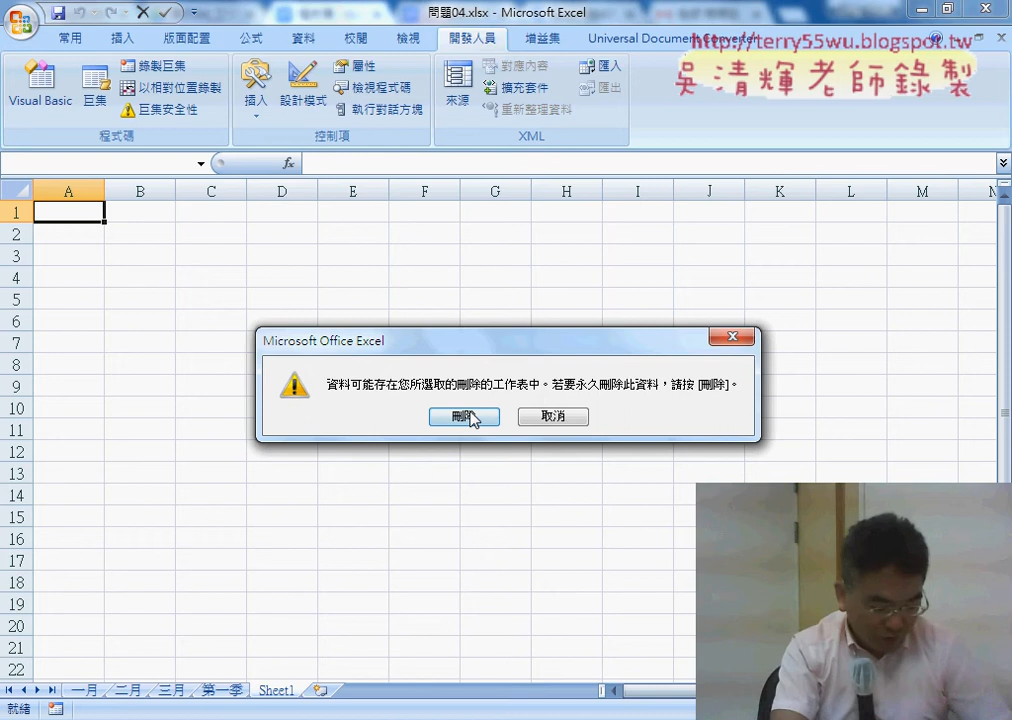 問題04.xlsx - Microsoft Excel
常用 插入 版面配置 公式 資料 校閱 檢視 開發人員 增益集 Universal Document Converter
http://terry55wu.blogspot.tw
吳清輝老師錄製
Visual Basic 巨集 錄製巨集 以相對位置錄製 巨集安全性
程式碼
插入 設計模式 屬性 檢視程式碼 執行對話方塊
控制項
來源 對應內容 擴充套件 重新整理資料 匯入 匯出
XML
fx
A B C D E F G H I J K L M N
1
2
3
4
5
6
7
8
9
10
11
12
13
14
15
16
17
18
19
20
21
22
Microsoft Office Excel
資料可能存在您所選取的刪除的工作表中。若要永久刪除此資料，請按 [刪除]。
刪除 取消
一月 二月 三月 第一季 Sheet1
就緒